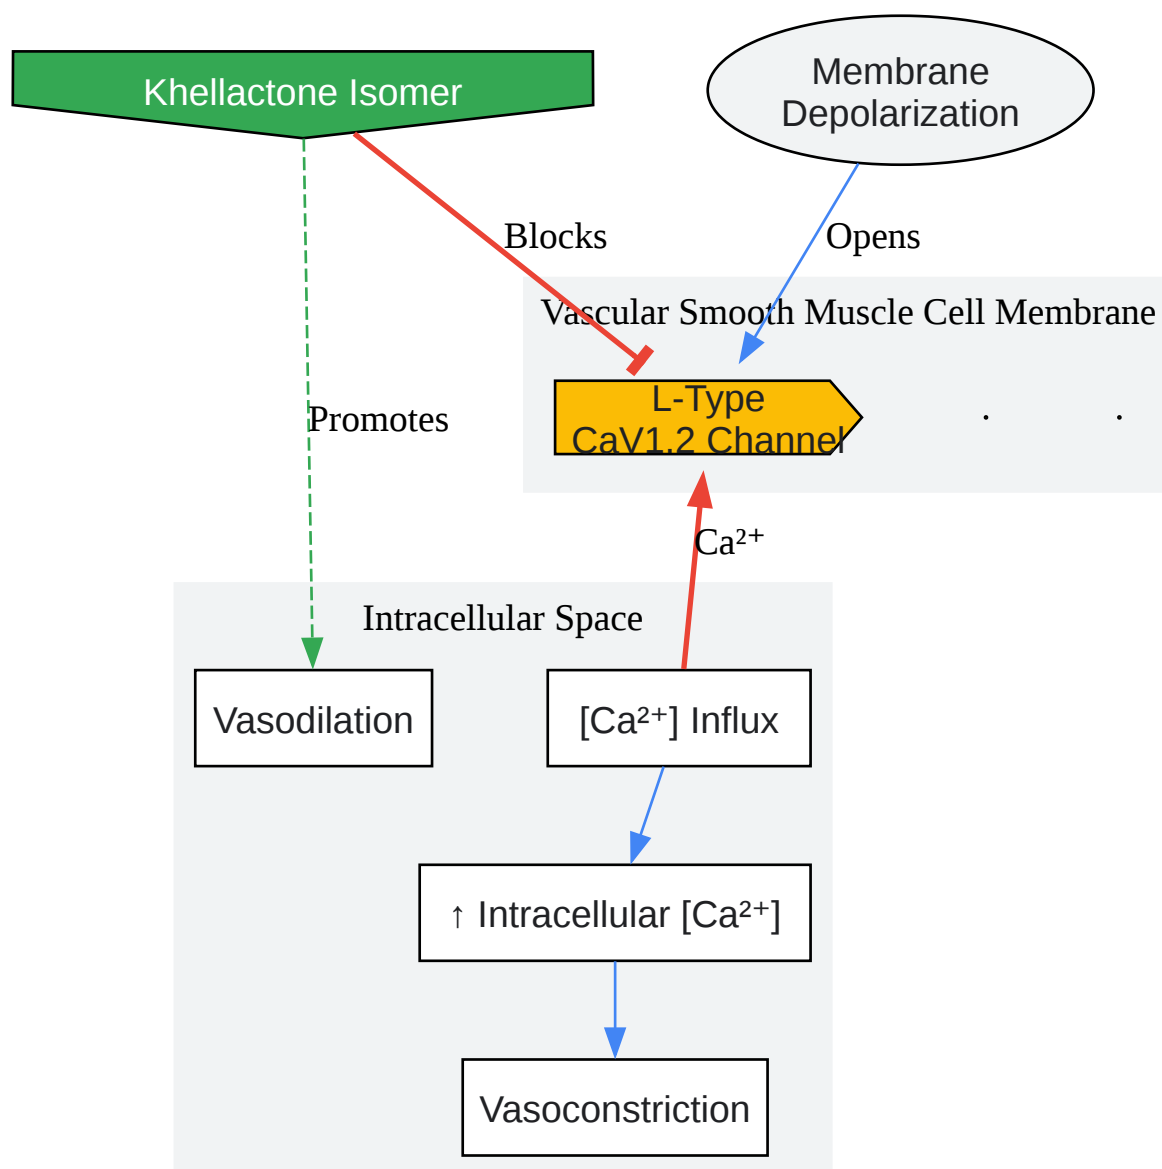 Khellactone Isomer
Membrane
Depolarization
Blocks
Opens
Vascular Smooth Muscle Cell Membrane
L-Type
CaV1.2 Channel
.
.
Promotes
Ca²⁺
Intracellular Space
Vasodilation
[Ca²⁺] Influx
↑ Intracellular [Ca²⁺]
Vasoconstriction